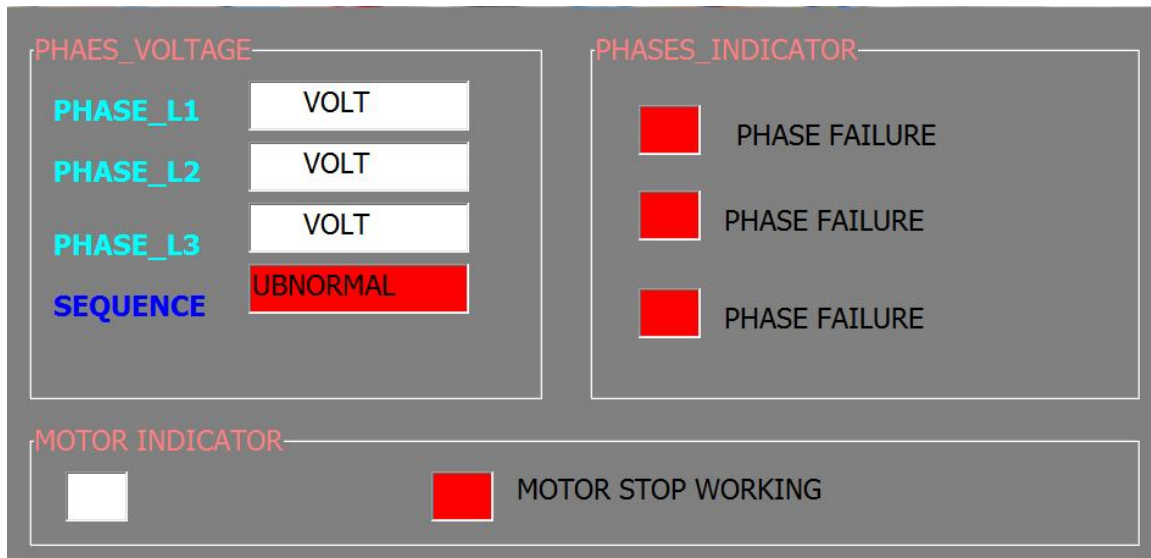 PHAES_VOLTAGE
PHASE_L1 VOLT
PHASE_L2 VOLT
PHASE_L3 VOLT
SEQUENCE UBNORMAL
PHASES_INDICATOR
PHASE FAILURE
PHASE FAILURE
PHASE FAILURE
MOTOR INDICATOR
MOTOR STOP WORKING